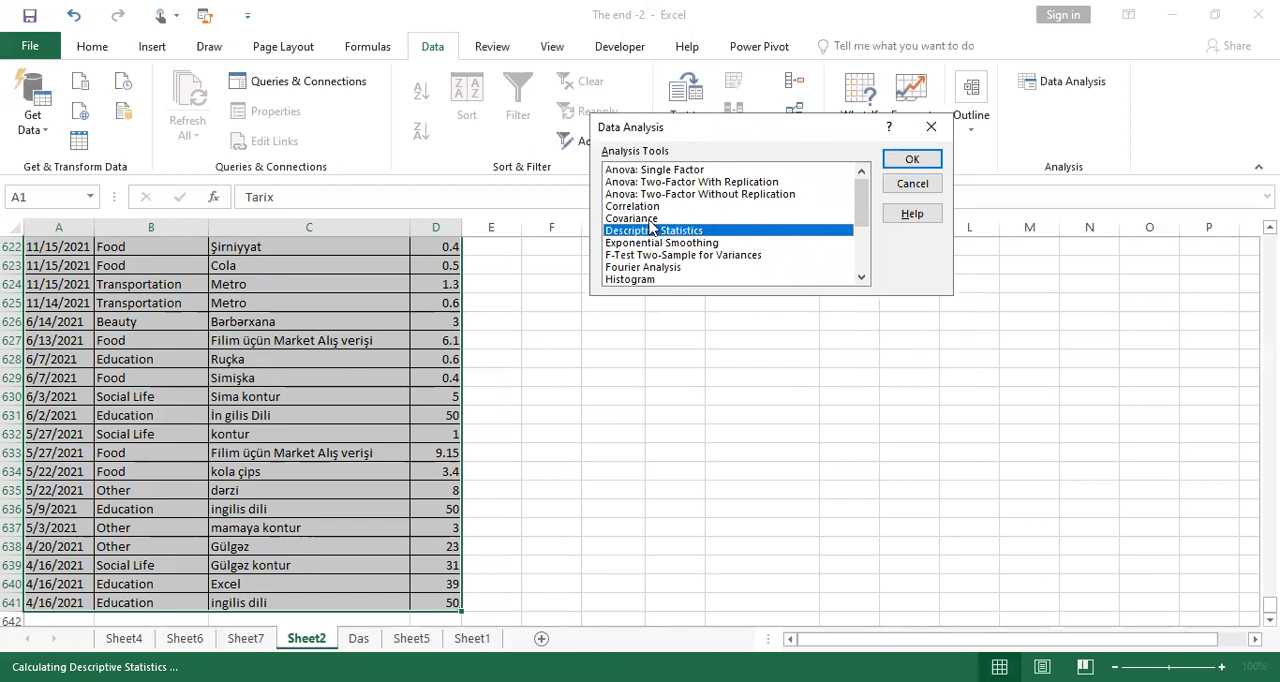 The end -2 - Excel
Sign in
File Home Insert Draw Page Layout Formulas Data Review View Developer Help Power Pivot Tell me what you want to do Share
Get Data
Refresh All
Queries & Connections
Properties
Edit Links
Sort
Filter
Clear
Reapply
Outline
Data Analysis
Get & Transform Data Queries & Connections Sort & Filter Analysis
Data Analysis ?
Analysis Tools
Anova: Single Factor
Anova: Two-Factor With Replication
Anova: Two-Factor Without Replication
Correlation
Covariance
Descriptive Statistics
Exponential Smoothing
F-Test Two-Sample for Variances
Fourier Analysis
Histogram
OK
Cancel
Help
A1 fx Tarix
A B C D E F L M N O P
622 11/15/2021 Food Şirniyyat 0.4
623 11/15/2021 Food Cola 0.5
624 11/15/2021 Transportation Metro 1.3
625 11/14/2021 Transportation Metro 0.6
626 6/14/2021 Beauty Bərbərxana 3
627 6/13/2021 Food Filim üçün Market Alış verişi 6.1
628 6/7/2021 Education Ruçka 0.6
629 6/7/2021 Food Simişka 0.4
630 6/3/2021 Social Life Sima kontur 5
631 6/2/2021 Education İn gilis Dili 50
632 5/27/2021 Social Life kontur 1
633 5/27/2021 Food Filim üçün Market Alış verişi 9.15
634 5/22/2021 Food kola çips 3.4
635 5/22/2021 Other dərzi 8
636 5/9/2021 Education ingilis dili 50
637 5/3/2021 Other mamaya kontur 3
638 4/20/2021 Other Gülgəz 23
639 4/16/2021 Social Life Gülgəz kontur 31
640 4/16/2021 Education Excel 39
641 4/16/2021 Education ingilis dili 50
642
Sheet4 Sheet6 Sheet7 Sheet2 Das Sheet5 Sheet1
Calculating Descriptive Statistics ...
100%